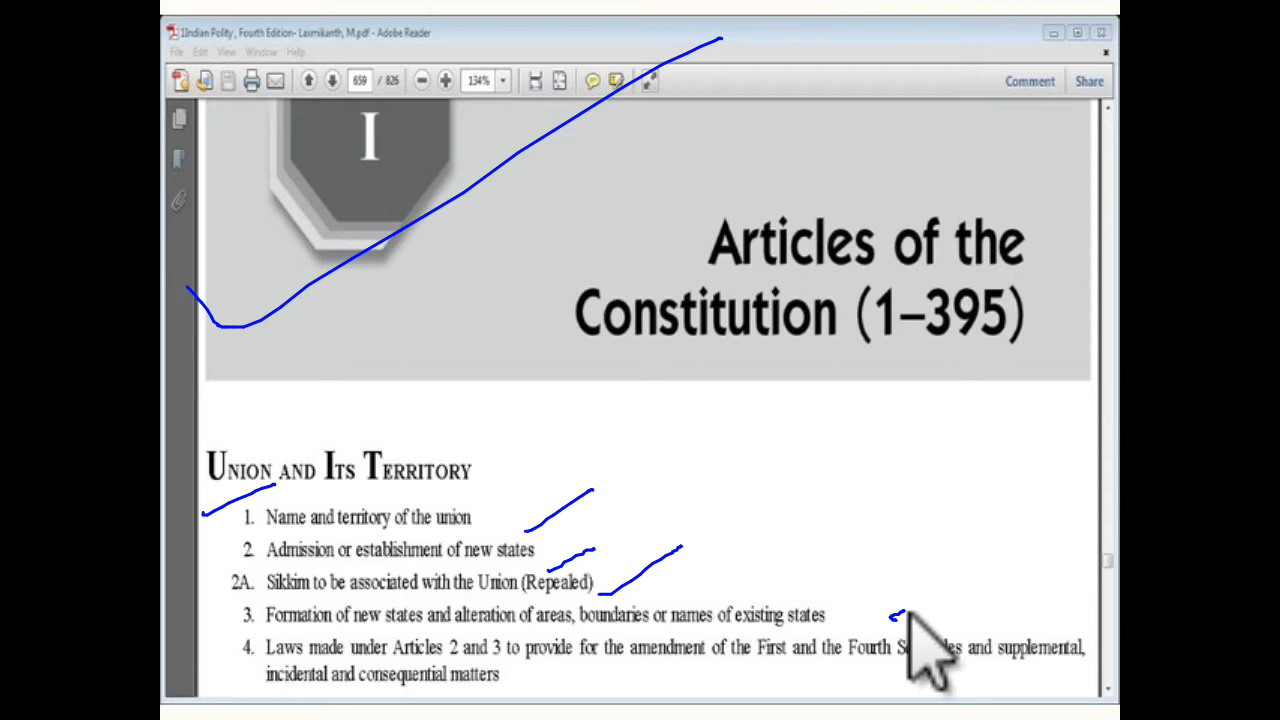 1Indian Polity, Fourth Edition- Laxmikanth, M.pdf - Adobe Reader
File Edit View Window Help
659 / 826 134% Comment Share
I
Articles of the
Constitution (1–395)
UNION AND ITS TERRITORY
1. Name and territory of the union
2. Admission or establishment of new states
2A. Sikkim to be associated with the Union (Repealed)
3. Formation of new states and alteration of areas, boundaries or names of existing states
4. Laws made under Articles 2 and 3 to provide for the amendment of the First and the Fourth and supplemental,
incidental and consequential matters